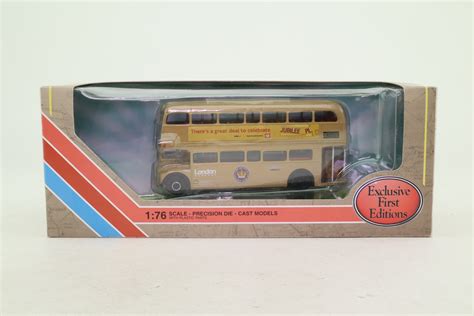 There's a great deal to celebrate
JUBILEE
London
1:76 SCALE - PRECISION DIE - CAST MODELS
WITH PLASTIC PARTS
Exclusive
First
Editions